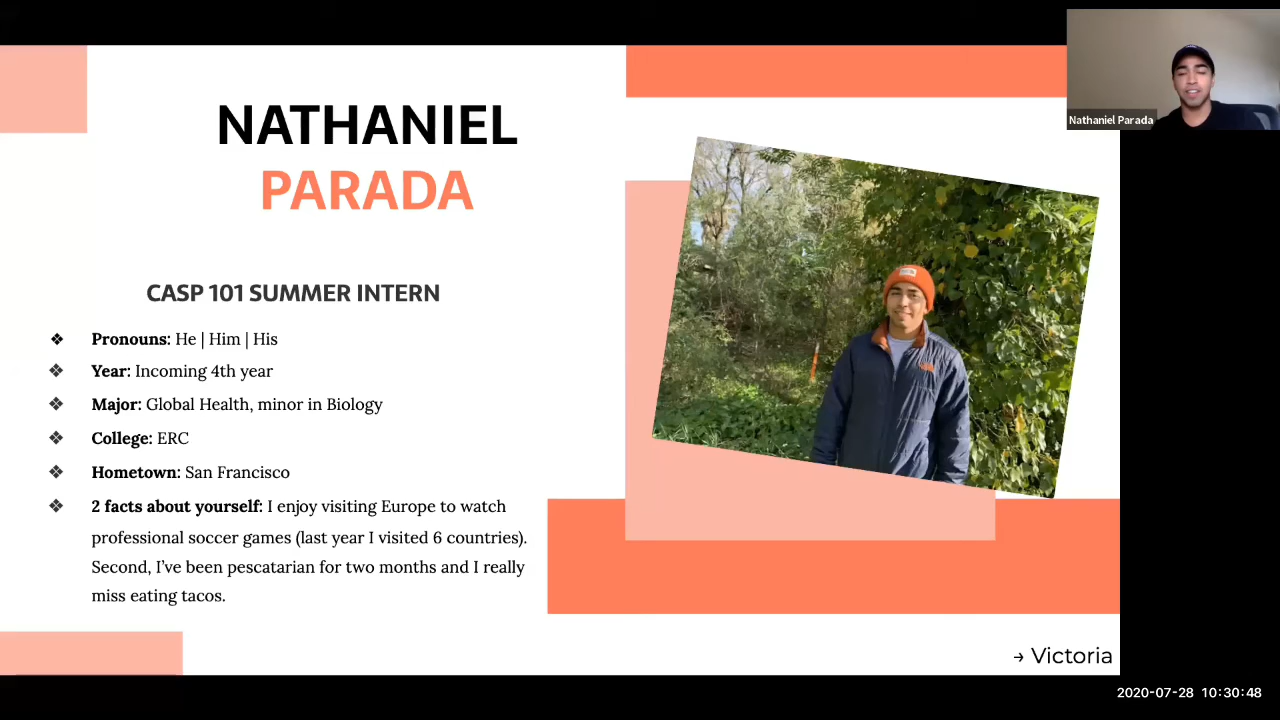 NATHANIEL
PARADA
CASP 101 SUMMER INTERN
❖ Pronouns: He | Him | His
❖ Year: Incoming 4th year
❖ Major: Global Health, minor in Biology
❖ College: ERC
❖ Hometown: San Francisco
❖ 2 facts about yourself: I enjoy visiting Europe to watch
professional soccer games (last year I visited 6 countries).
Second, I've been pescatarian for two months and I really
miss eating tacos.
→ Victoria
Nathaniel Parada
2020-07-28 10:30:48